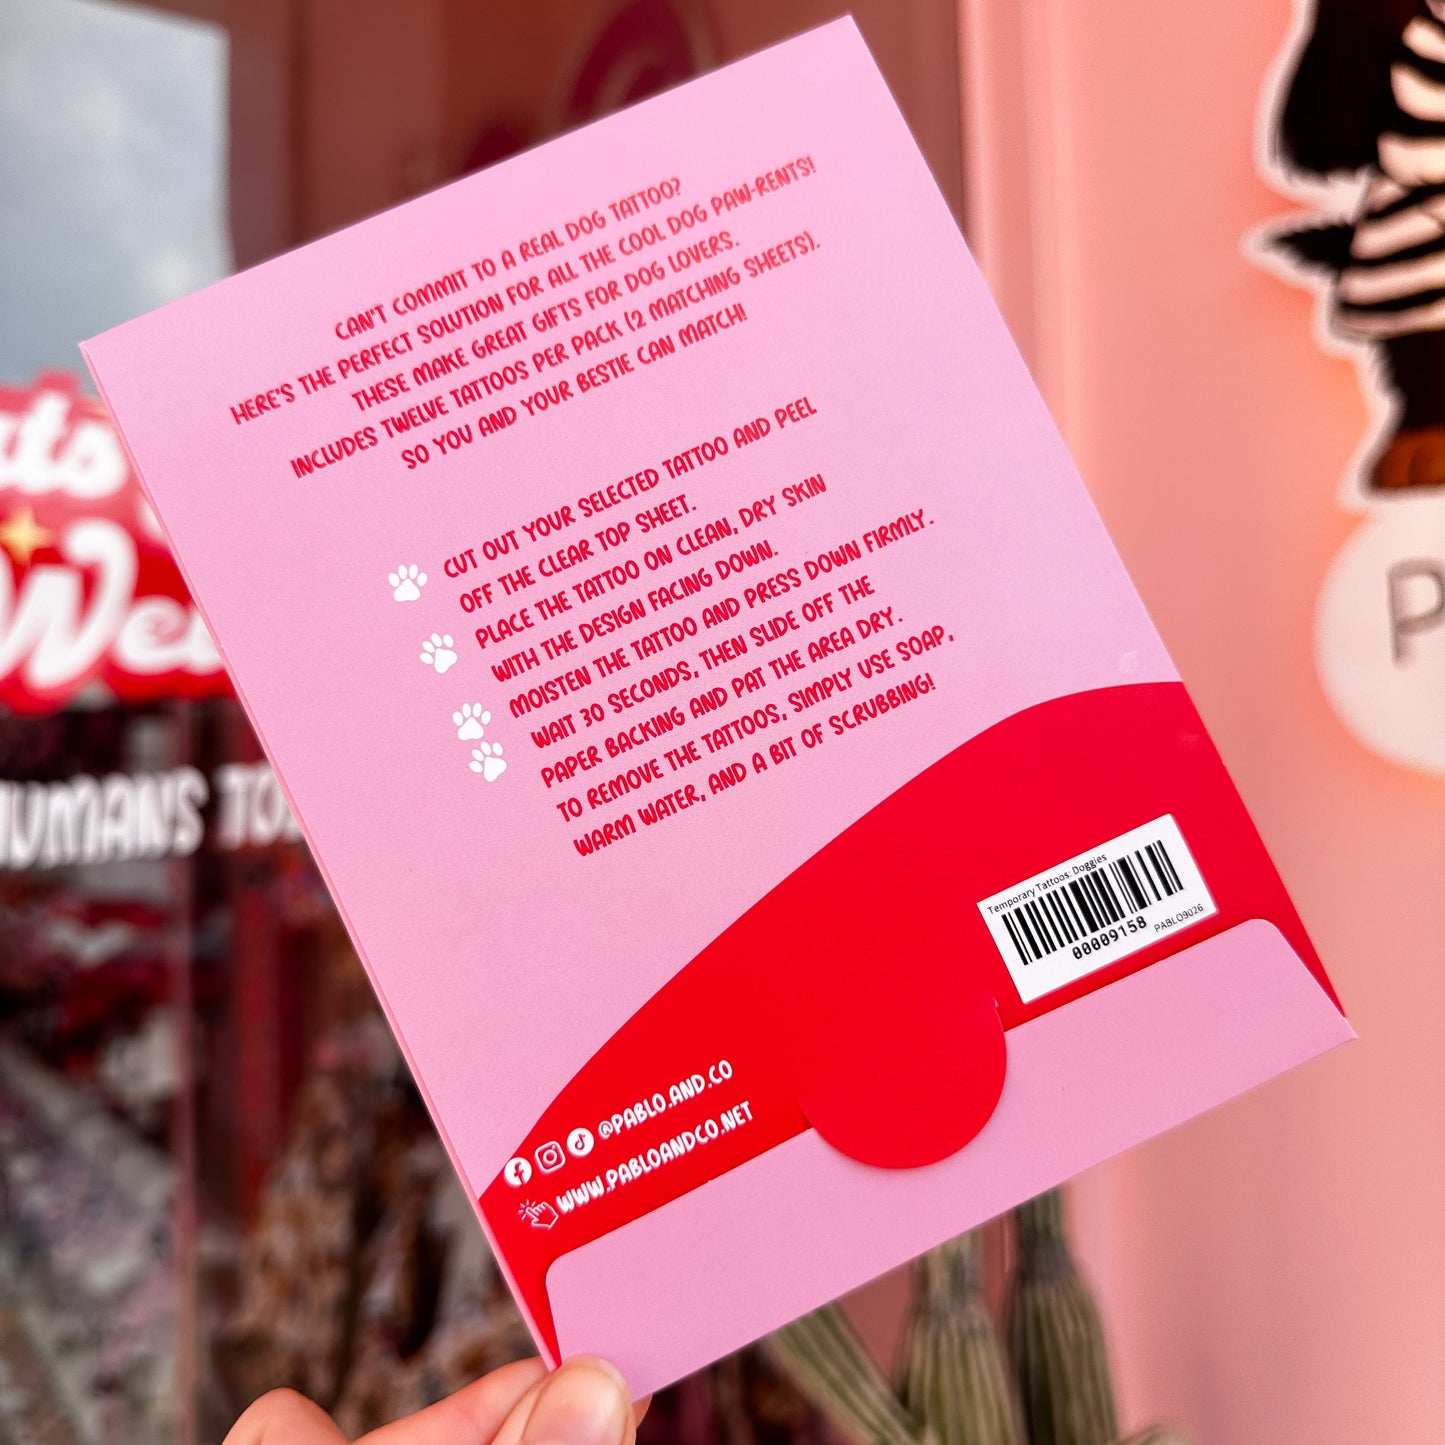 CAN'T COMMIT TO A REAL DOG TATTOO?
HERE'S THE PERFECT SOLUTION FOR ALL THE COOL DOG PAW-RENTS!
THESE MAKE GREAT GIFTS FOR DOG LOVERS.
INCLUDES TWELVE TATTOOS PER PACK (2 MATCHING SHEETS).
SO YOU AND YOUR BESTIE CAN MATCH!
CUT OUT YOUR SELECTED TATTOO AND PEEL
OFF THE CLEAR TOP SHEET.
PLACE THE TATTOO ON CLEAN, DRY SKIN
WITH THE DESIGN FACING DOWN.
MOISTEN THE TATTOO AND PRESS DOWN FIRMLY.
WAIT 30 SECONDS, THEN SLIDE OFF THE
PAPER BACKING AND PAT THE AREA DRY.
TO REMOVE THE TATTOOS, SIMPLY USE SOAP,
WARM WATER, AND A BIT OF SCRUBBING!
Temporary Tattoos: Doggies
00009158
PABLO9026
@PABLO.AND.CO
WWW.PABLOANDCO.NET
HUMANS
P